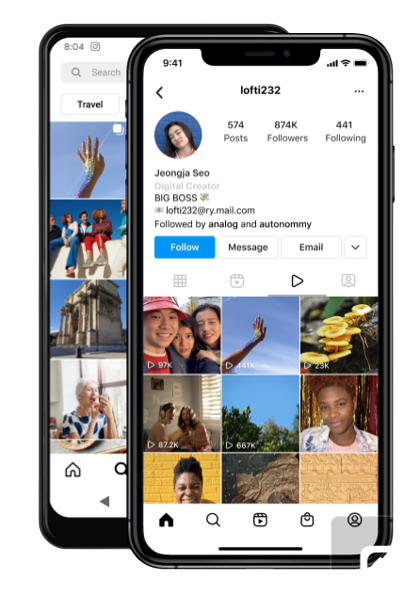 8:04
Search
Travel
9:41
lofti232
574
874K
441
Posts
Followers
Following
Jeongja Seo
Digital Creator
BIG BOSS
lofti232@ry.mail.com
Followed by analog and autonommy
Follow
Message
Email
97K
441K
23K
87.2K
667K